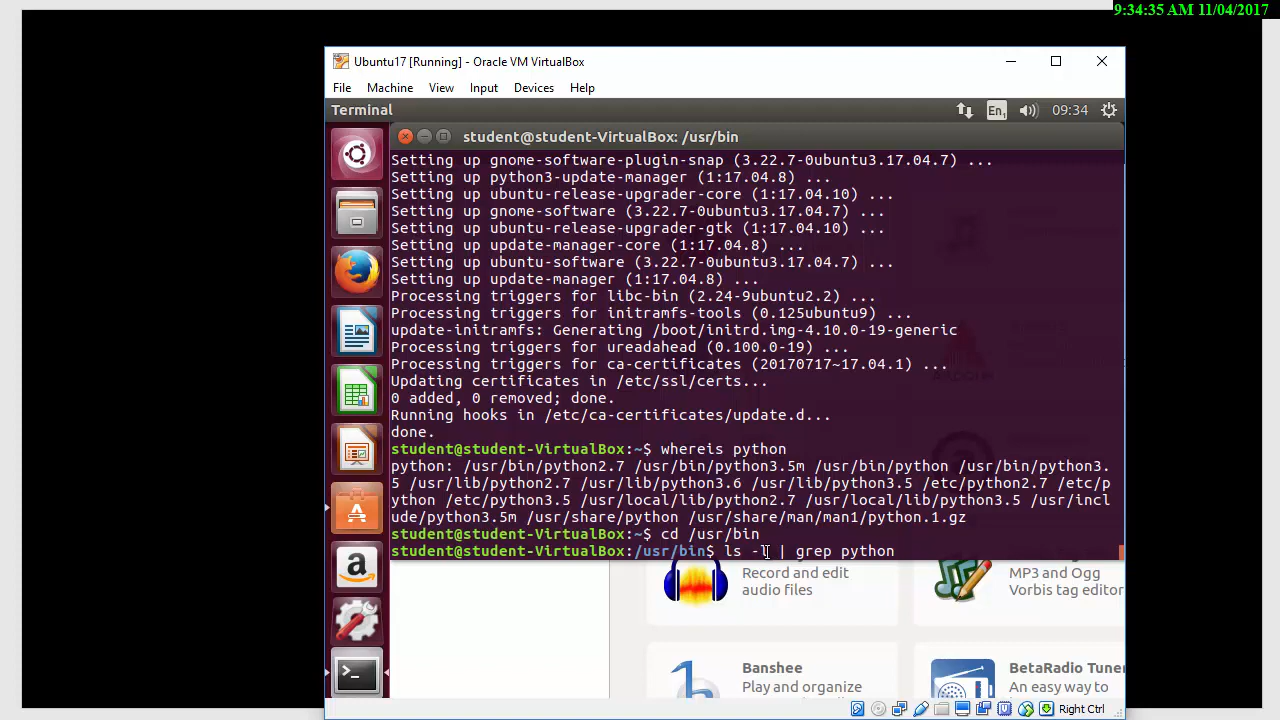 9:34:35 AM 11/04/2017
Ubuntu17 [Running] - Oracle VM VirtualBox
File Machine View Input Devices Help
Terminal En1 09:34
student@student-VirtualBox: /usr/bin
Setting up gnome-software-plugin-snap (3.22.7-0ubuntu3.17.04.7) ...
Setting up python3-update-manager (1:17.04.8) ...
Setting up ubuntu-release-upgrader-core (1:17.04.10) ...
Setting up gnome-software (3.22.7-0ubuntu3.17.04.7) ...
Setting up ubuntu-release-upgrader-gtk (1:17.04.10) ...
Setting up update-manager-core (1:17.04.8) ...
Setting up ubuntu-software (3.22.7-0ubuntu3.17.04.7) ...
Setting up update-manager (1:17.04.8) ...
Processing triggers for libc-bin (2.24-9ubuntu2.2) ...
Processing triggers for initramfs-tools (0.125ubuntu9) ...
update-initramfs: Generating /boot/initrd.img-4.10.0-19-generic
Processing triggers for ureadahead (0.100.0-19) ...
Processing triggers for ca-certificates (20170717~17.04.1) ...
Updating certificates in /etc/ssl/certs...
0 added, 0 removed; done.
Running hooks in /etc/ca-certificates/update.d...
done.
student@student-VirtualBox:~$ whereis python
python: /usr/bin/python2.7 /usr/bin/python3.5m /usr/bin/python /usr/bin/python3.
5 /usr/lib/python2.7 /usr/lib/python3.6 /usr/lib/python3.5 /etc/python2.7 /etc/p
ython /etc/python3.5 /usr/local/lib/python2.7 /usr/local/lib/python3.5 /usr/incl
ude/python3.5m /usr/share/python /usr/share/man/man1/python.1.gz
student@student-VirtualBox:~$ cd /usr/bin
student@student-VirtualBox:/usr/bin$ ls -l | grep python
Record and edit
audio files
MP3 and Ogg
Vorbis tag editor
Banshee
Play and organize
BetaRadio Tuner
An easy way to
Right Ctrl